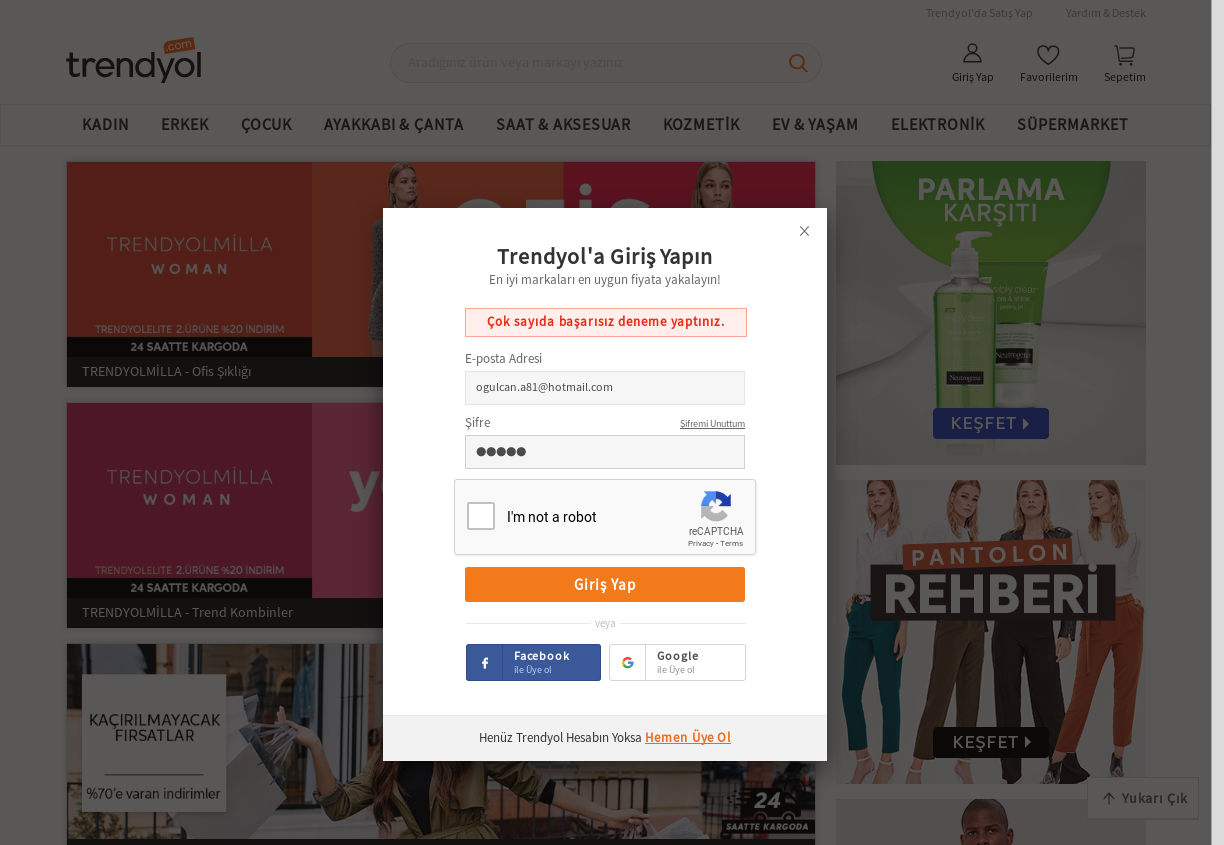 Trendyol'da Satış Yap
Yardım & Destek
trendyol .com
Aradığınız ürün veya markayı yazınız
Giriş Yap
Favorilerim
Sepetim
KADIN
ERKEK
ÇOCUK
AYAKKABI & ÇANTA
SAAT & AKSESUAR
KOZMETİK
EV & YAŞAM
ELEKTRONİK
SÜPERMARKET
TRENDYOLMİLLA
WOMAN
TRENDYOLELITE 2.ÜRÜNE %20 İNDİRİM
24 SAATTE KARGODA
TRENDYOLMİLLA - Ofis Şıklığı
TRENDYOLMİLLA
WOMAN
TRENDYOLELITE 2.ÜRÜNE %20 İNDİRİM
24 SAATTE KARGODA
TRENDYOLMİLLA - Trend Kombinler
KAÇIRILMAYACAK
FIRSATLAR
%70'e varan indirimler
24
SAATTE KARGODA
Trendyol'a Giriş Yapın
En iyi markaları en uygun fiyata yakalayın!
Çok sayıda başarısız deneme yaptınız.
E-posta Adresi
ogulcan.a81@hotmail.com
Şifre
Şifremi Unuttum
I'm not a robot
reCAPTCHA
Privacy - Terms
Giriş Yap
veya
Facebook
ile Üye ol
Google
ile Üye ol
Henüz Trendyol Hesabın Yoksa Hemen Üye Ol
PARLAMA
KARŞITI
Neutrogena
Neutrogena
KEŞFET
PANTOLON
REHBERİ
KEŞFET
Yukarı Çık